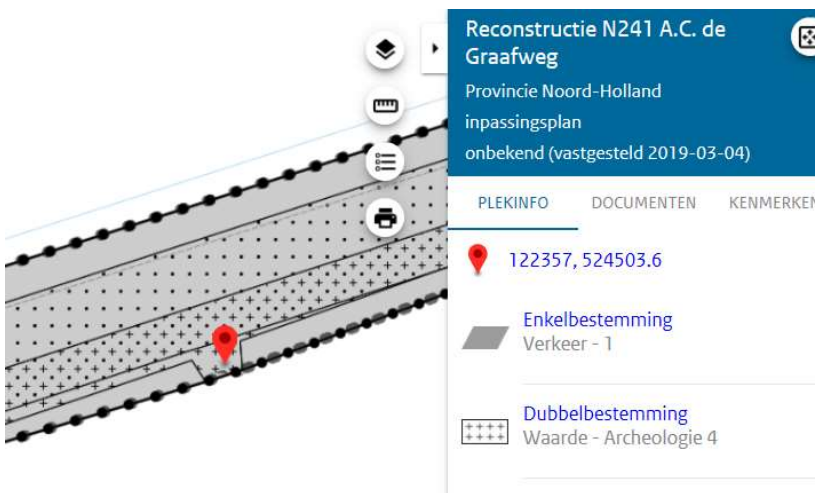 Reconstructie N241 A.C. de
Graafweg
Provincie Noord-Holland
inpassingsplan
onbekend (vastgesteld 2019-03-04)
PLEKINFO DOCUMENTEN KENMERKEN
122357, 524503.6
Enkelbestemming
Verkeer - 1
Dubbelbestemming
Waarde - Archeologie 4